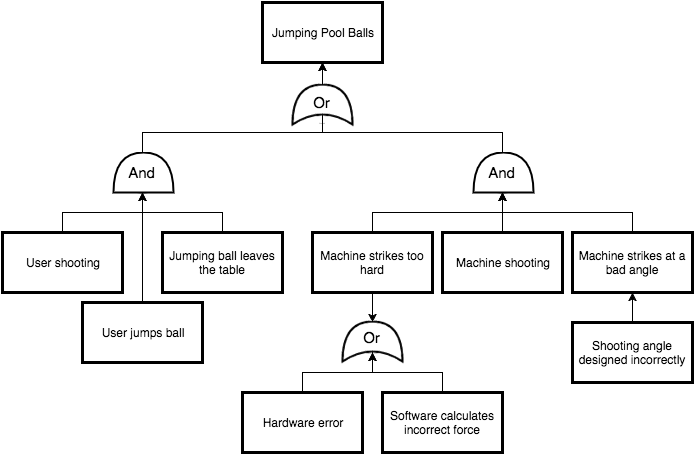 Jumping Pool Balls
Or
And
And
User shooting
Jumping ball leaves
the table
Machine strikes too
hard
Machine shooting
Machine strikes at a
bad angle
User jumps ball
Or
Shooting angle
designed incorrectly
Hardware error
Software calculates
incorrect force